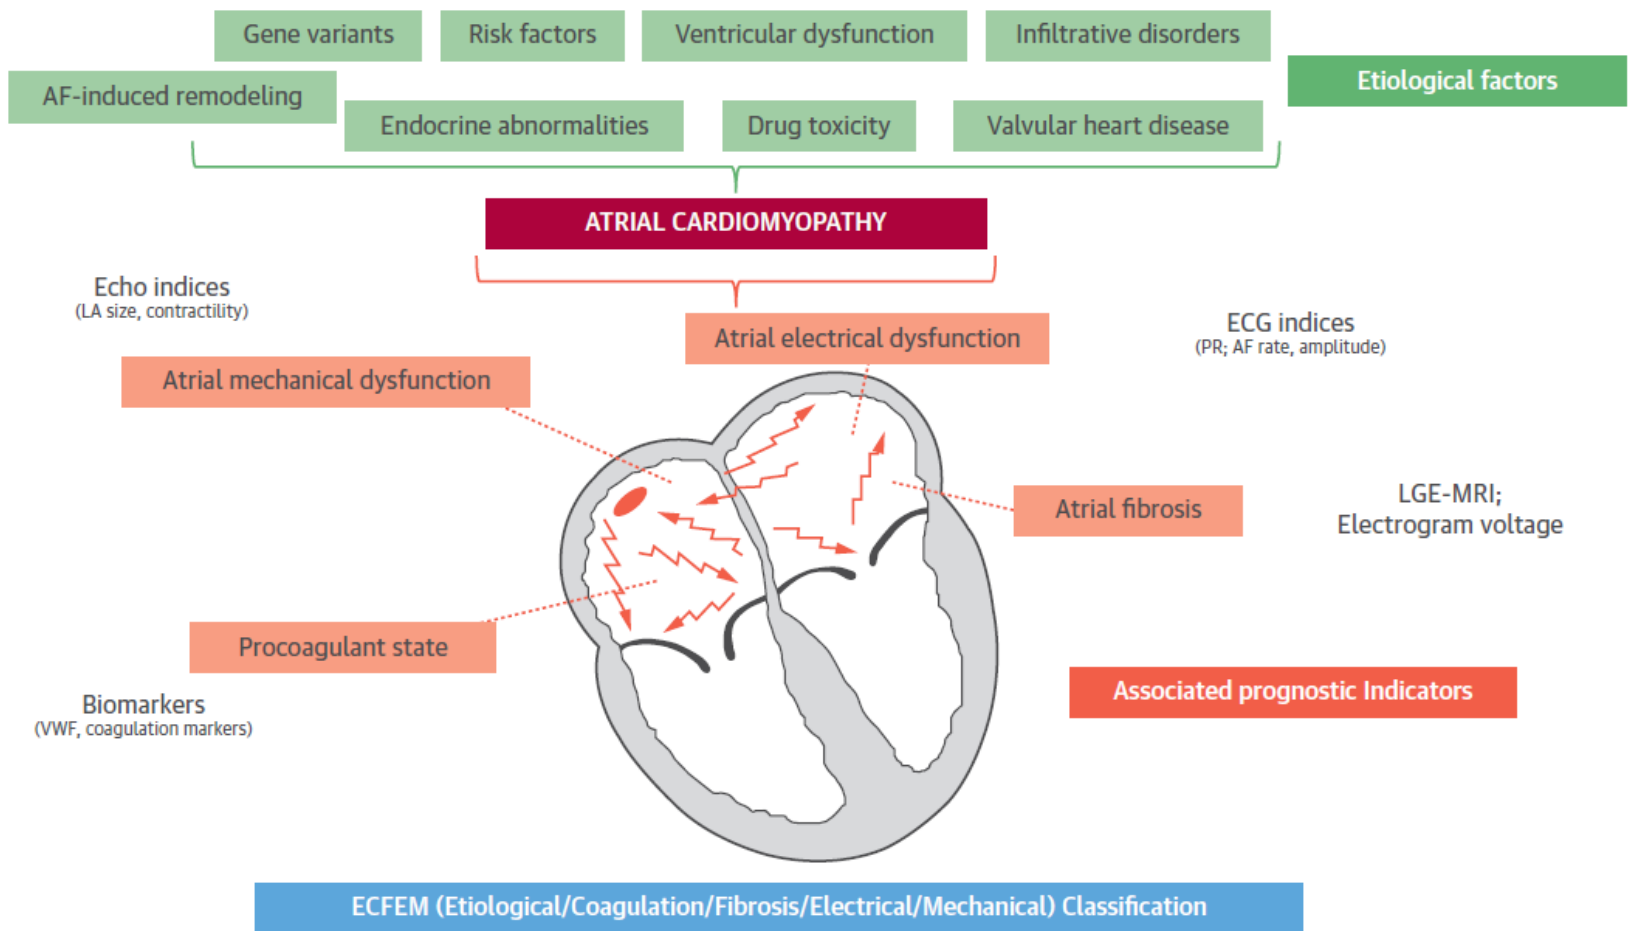 Gene variants
Risk factors
Ventricular dysfunction
Infiltrative disorders
Etiological factors
AF-induced remodeling
Endocrine abnormalities
Drug toxicity
Valvular heart disease
ATRIAL CARDIOMYOPATHY
Echo indices
(LA size, contractility)
Atrial electrical dysfunction
ECG indices
(PR; AF rate, amplitude)
Atrial mechanical dysfunction
Atrial fibrosis
LGE-MRI;
Electrogram voltage
Procoagulant state
Biomarkers
(VWF, coagulation markers)
Associated prognostic Indicators
ECFEM (Etiological/Coagulation/Fibrosis/Electrical/Mechanical) Classification